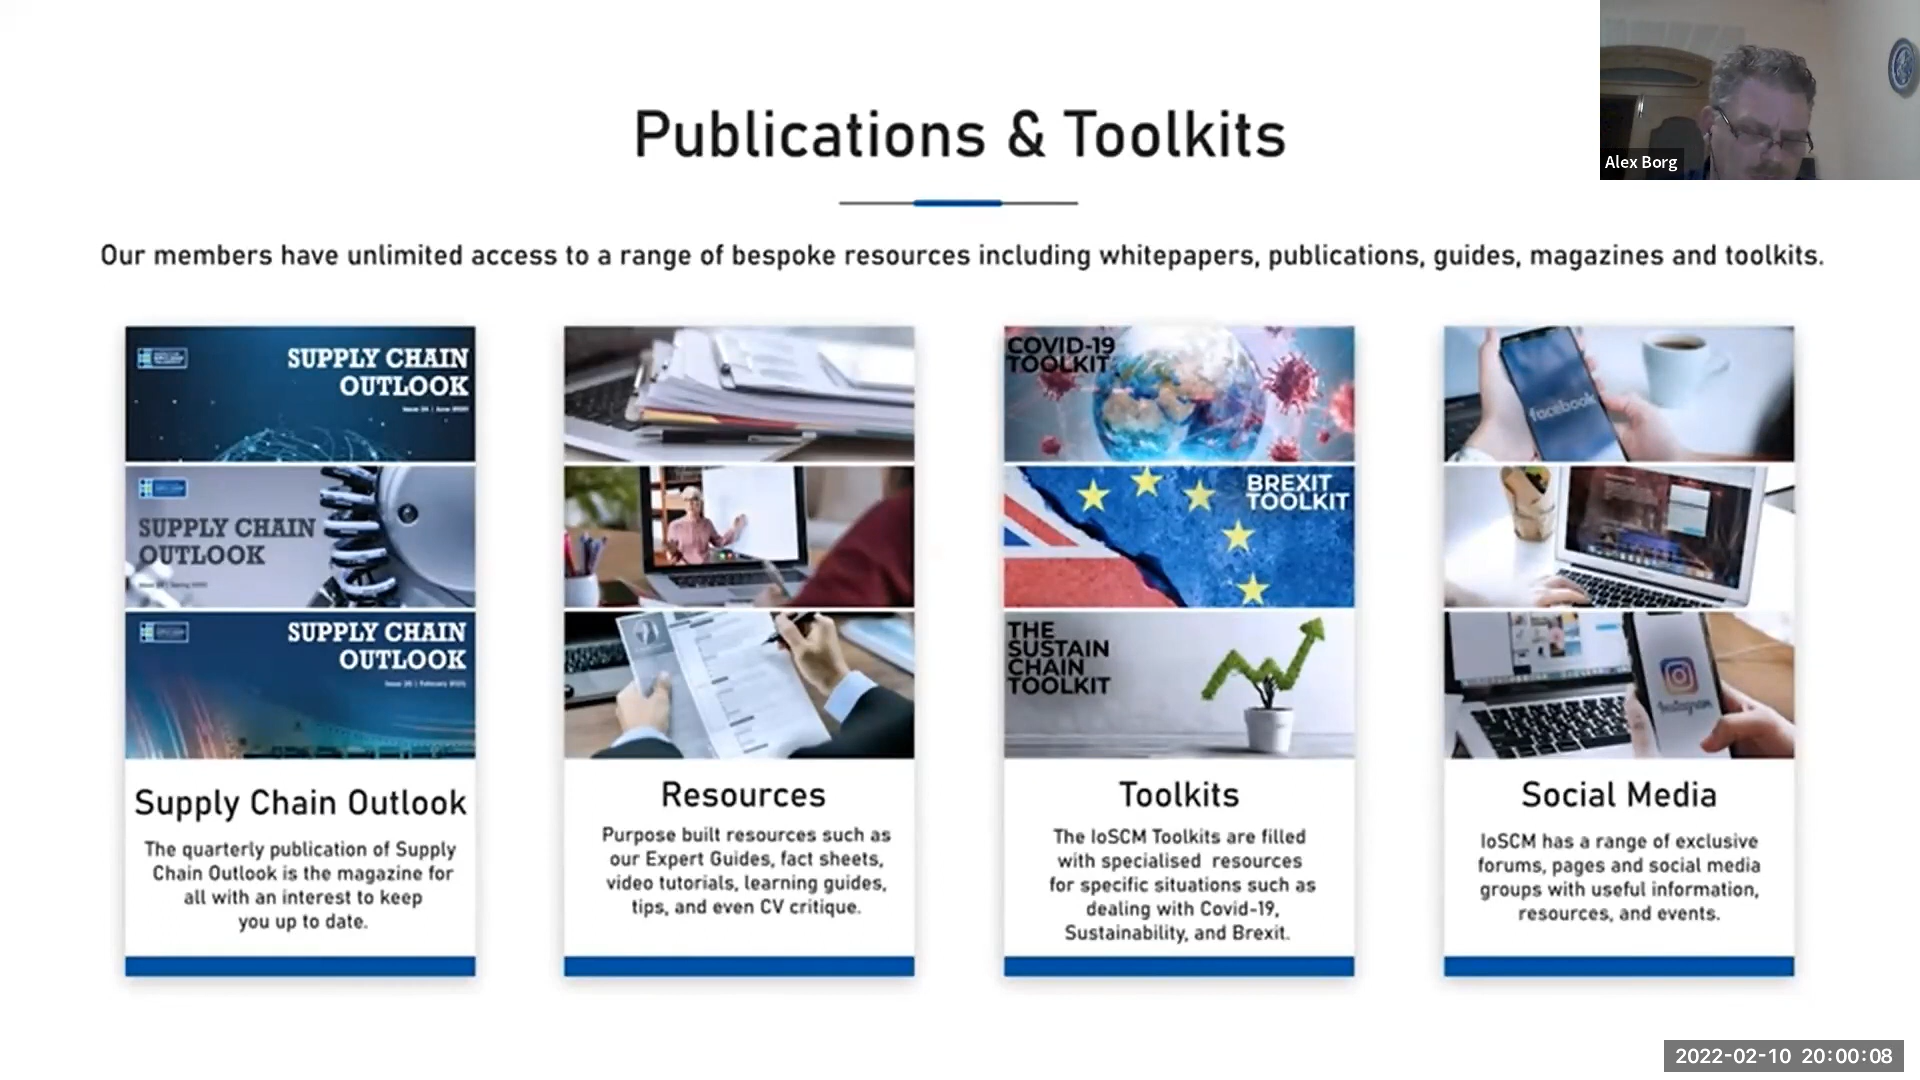 Publications & Toolkits
Alex Borg
Our members have unlimited access to a range of bespoke resources including whitepapers, publications, guides, magazines and toolkits.
SUPPLY CHAIN
OUTLOOK
SUPPLY CHAIN
OUTLOOK
SUPPLY CHAIN
OUTLOOK
Supply Chain Outlook
The quarterly publication of Supply
Chain Outlook is the magazine for
all with an interest to keep
you up to date.
Resources
Purpose built resources such as
our Expert Guides, fact sheets,
video tutorials, learning guides,
tips, and even CV critique.
COVID-19
TOOLKIT
BREXIT
TOOLKIT
THE
SUSTAIN
CHAIN
TOOLKIT
Toolkits
The IoSCM Toolkits are filled
with specialised resources
for specific situations such as
dealing with Covid-19,
Sustainability, and Brexit.
facebook
Instagram
Social Media
IoSCM has a range of exclusive
forums, pages and social media
groups with useful information,
resources, and events.
2022-02-10 20:00:08